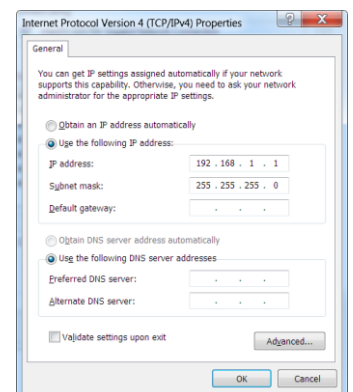 Internet Protocol Version 4 (TCP/IPv4) Properties
General
You can get IP settings assigned automatically if your network
supports this capability. Otherwise, you need to ask your network
administrator for the appropriate IP settings.
Obtain an IP address automatically
Use the following IP address:
IP address: 192 . 168 . 1 . 1
Subnet mask: 255 . 255 . 255 . 0
Default gateway: . . .
Obtain DNS server address automatically
Use the following DNS server addresses
Preferred DNS server: . . .
Alternate DNS server: . . .
Validate settings upon exit
Advanced...
OK Cancel